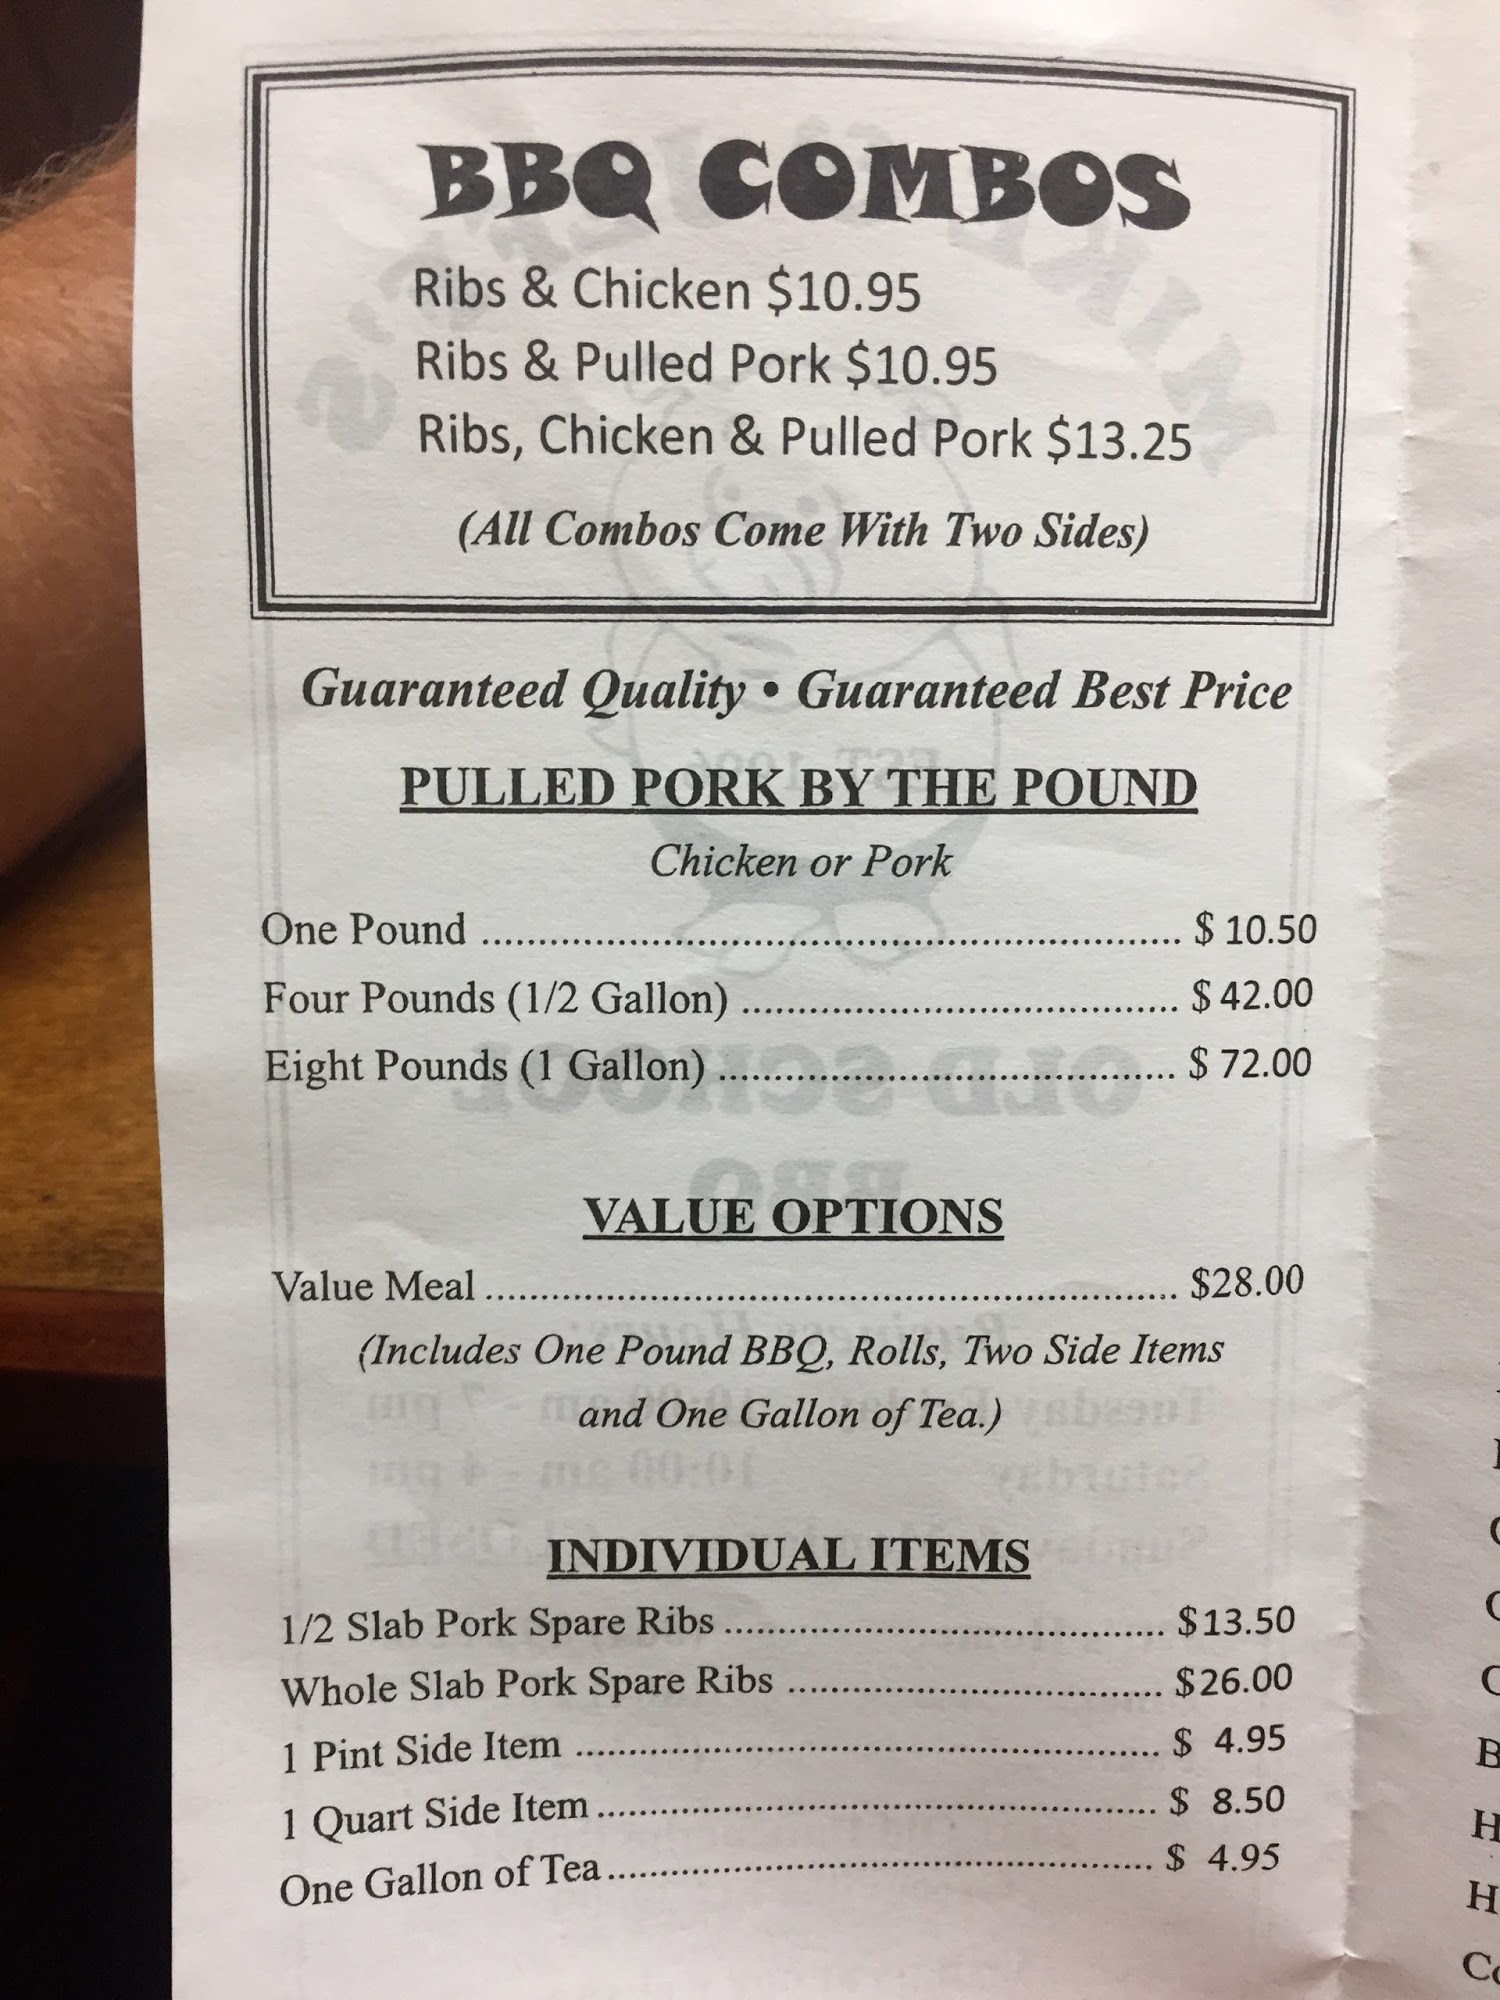 BBQ COMBOS
Ribs & Chicken $10.95
Ribs & Pulled Pork $10.95
Ribs, Chicken & Pulled Pork $13.25
(All Combos Come With Two Sides)
Guaranteed Quality • Guaranteed Best Price
PULLED PORK BY THE POUND
Chicken or Pork
One Pound ........................................................ $ 10.50
Four Pounds (1/2 Gallon) ..................................... $ 42.00
Eight Pounds (1 Gallon) ....................................... $ 72.00
VALUE OPTIONS
Value Meal ........................................................ $28.00
(Includes One Pound BBQ, Rolls, Two Side Items
and One Gallon of Tea.)
INDIVIDUAL ITEMS
1/2 Slab Pork Spare Ribs ...................................... $13.50
Whole Slab Pork Spare Ribs ................................ $26.00
1 Pint Side Item .................................................. $ 4.95
1 Quart Side Item ................................................ $ 8.50
One Gallon of Tea ............................................... $ 4.95